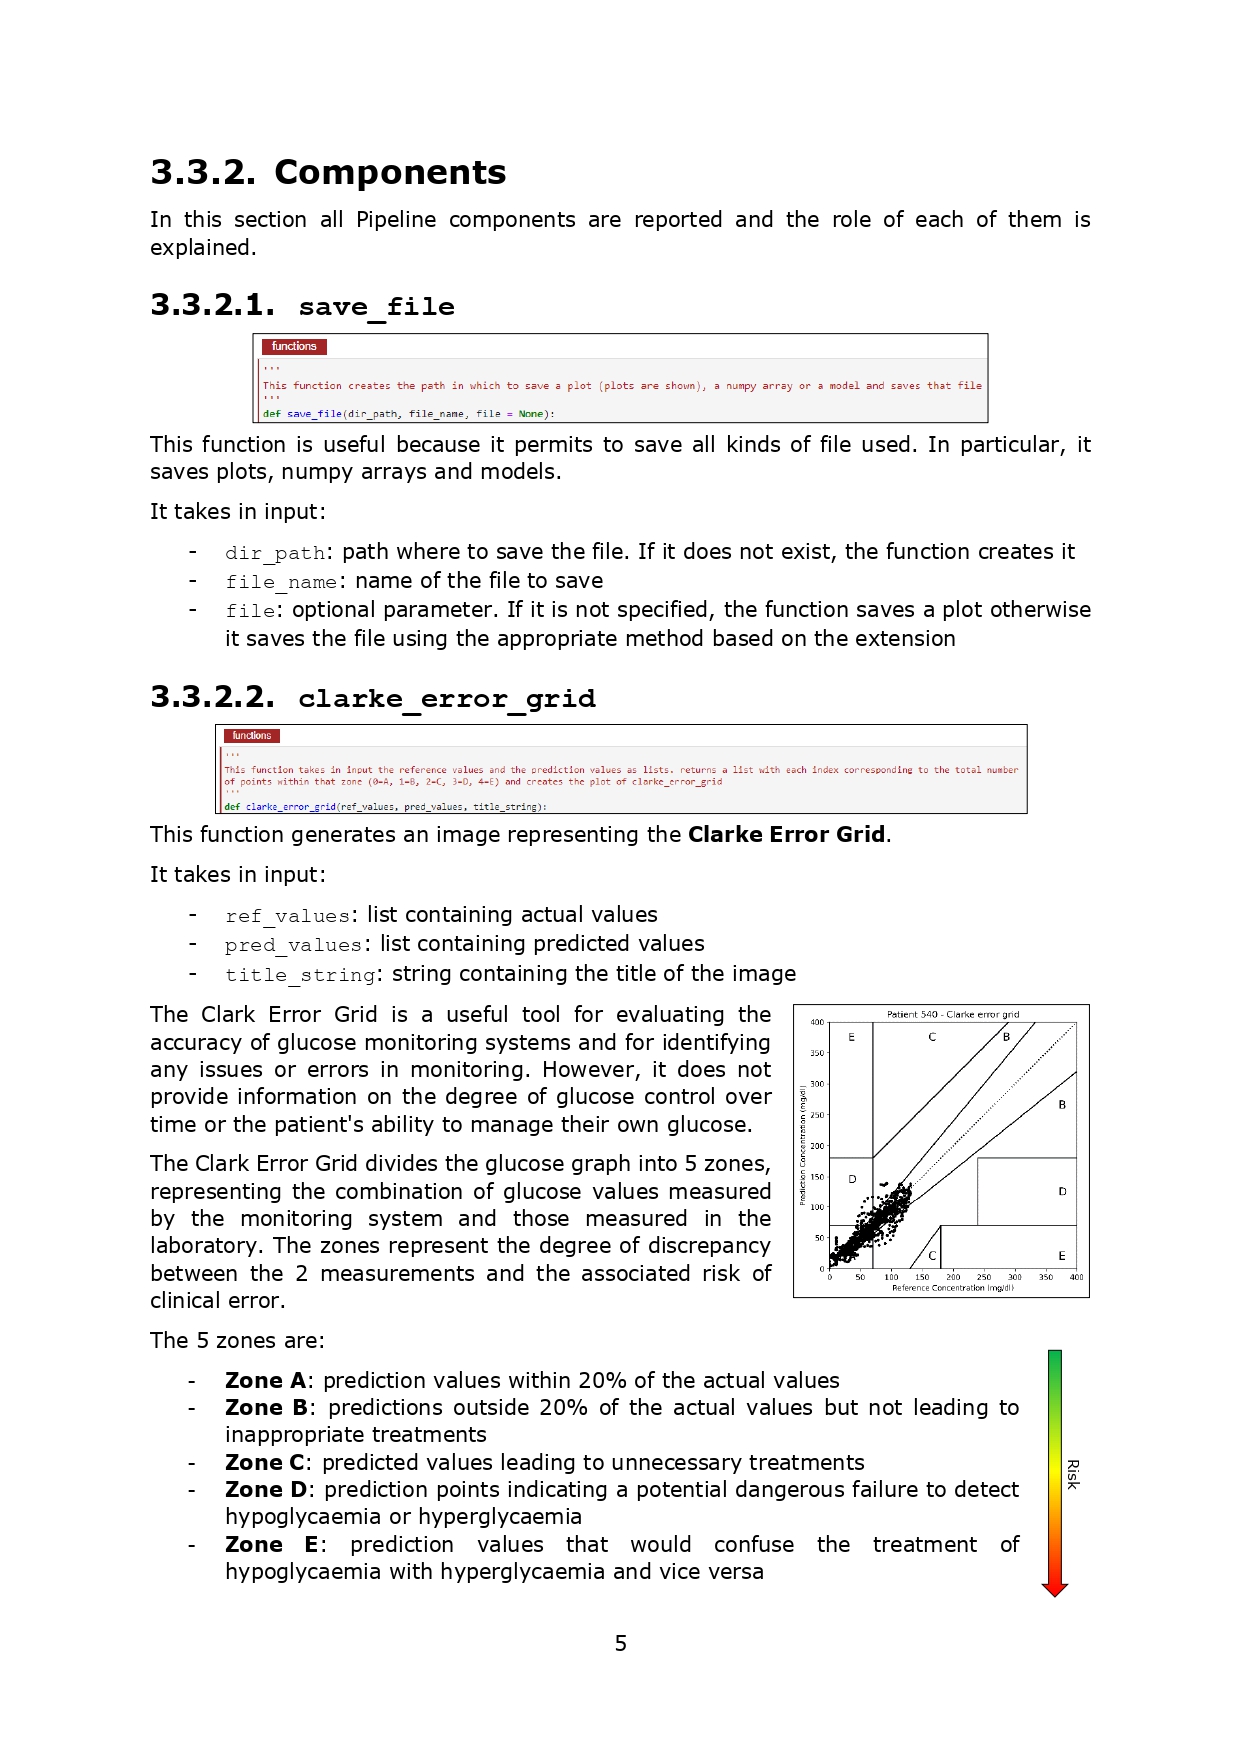 3.3.2. Components
In this section all Pipeline components are reported and the role of each of them is
explained.
3.3.2.1. save_file
functions
'''
This function creates the path in which to save a plot (plots are shown), a numpy array or a model and saves that file
'''
def save_file(dir_path, file_name, file = None):
This function is useful because it permits to save all kinds of file used. In particular, it
saves plots, numpy arrays and models.
It takes in input:
- dir_path: path where to save the file. If it does not exist, the function creates it
- file_name: name of the file to save
- file: optional parameter. If it is not specified, the function saves a plot otherwise
it saves the file using the appropriate method based on the extension
3.3.2.2. clarke_error_grid
functions
'''
This function takes in input the reference values and the prediction values as lists. returns a list with each index corresponding to the total number
of points within that zone (0=A, 1=B, 2=C, 3=D, 4=E) and creates the plot of clarke_error_grid
'''
def clarke_error_grid(ref_values, pred_values, title_string):
This function generates an image representing the Clarke Error Grid.
It takes in input:
- ref_values: list containing actual values
- pred_values: list containing predicted values
- title_string: string containing the title of the image
The Clark Error Grid is a useful tool for evaluating the
accuracy of glucose monitoring systems and for identifying
any issues or errors in monitoring. However, it does not
provide information on the degree of glucose control over
time or the patient's ability to manage their own glucose.
The Clark Error Grid divides the glucose graph into 5 zones,
representing the combination of glucose values measured
by the monitoring system and those measured in the
laboratory. The zones represent the degree of discrepancy
between the 2 measurements and the associated risk of
clinical error.
Patient 540 - Clarke error grid
Prediction Concentration (mg/dl)
400
350
300
250
200
150
100
50
0
E C B
B
D
D
C E
0 50 100 150 200 250 300 350 400
Reference Concentration (mg/dl)
The 5 zones are:
- Zone A: prediction values within 20% of the actual values
- Zone B: predictions outside 20% of the actual values but not leading to
inappropriate treatments
- Zone C: predicted values leading to unnecessary treatments
- Zone D: prediction points indicating a potential dangerous failure to detect
hypoglycaemia or hyperglycaemia
- Zone E: prediction values that would confuse the treatment of
hypoglycaemia with hyperglycaemia and vice versa
Risk
5